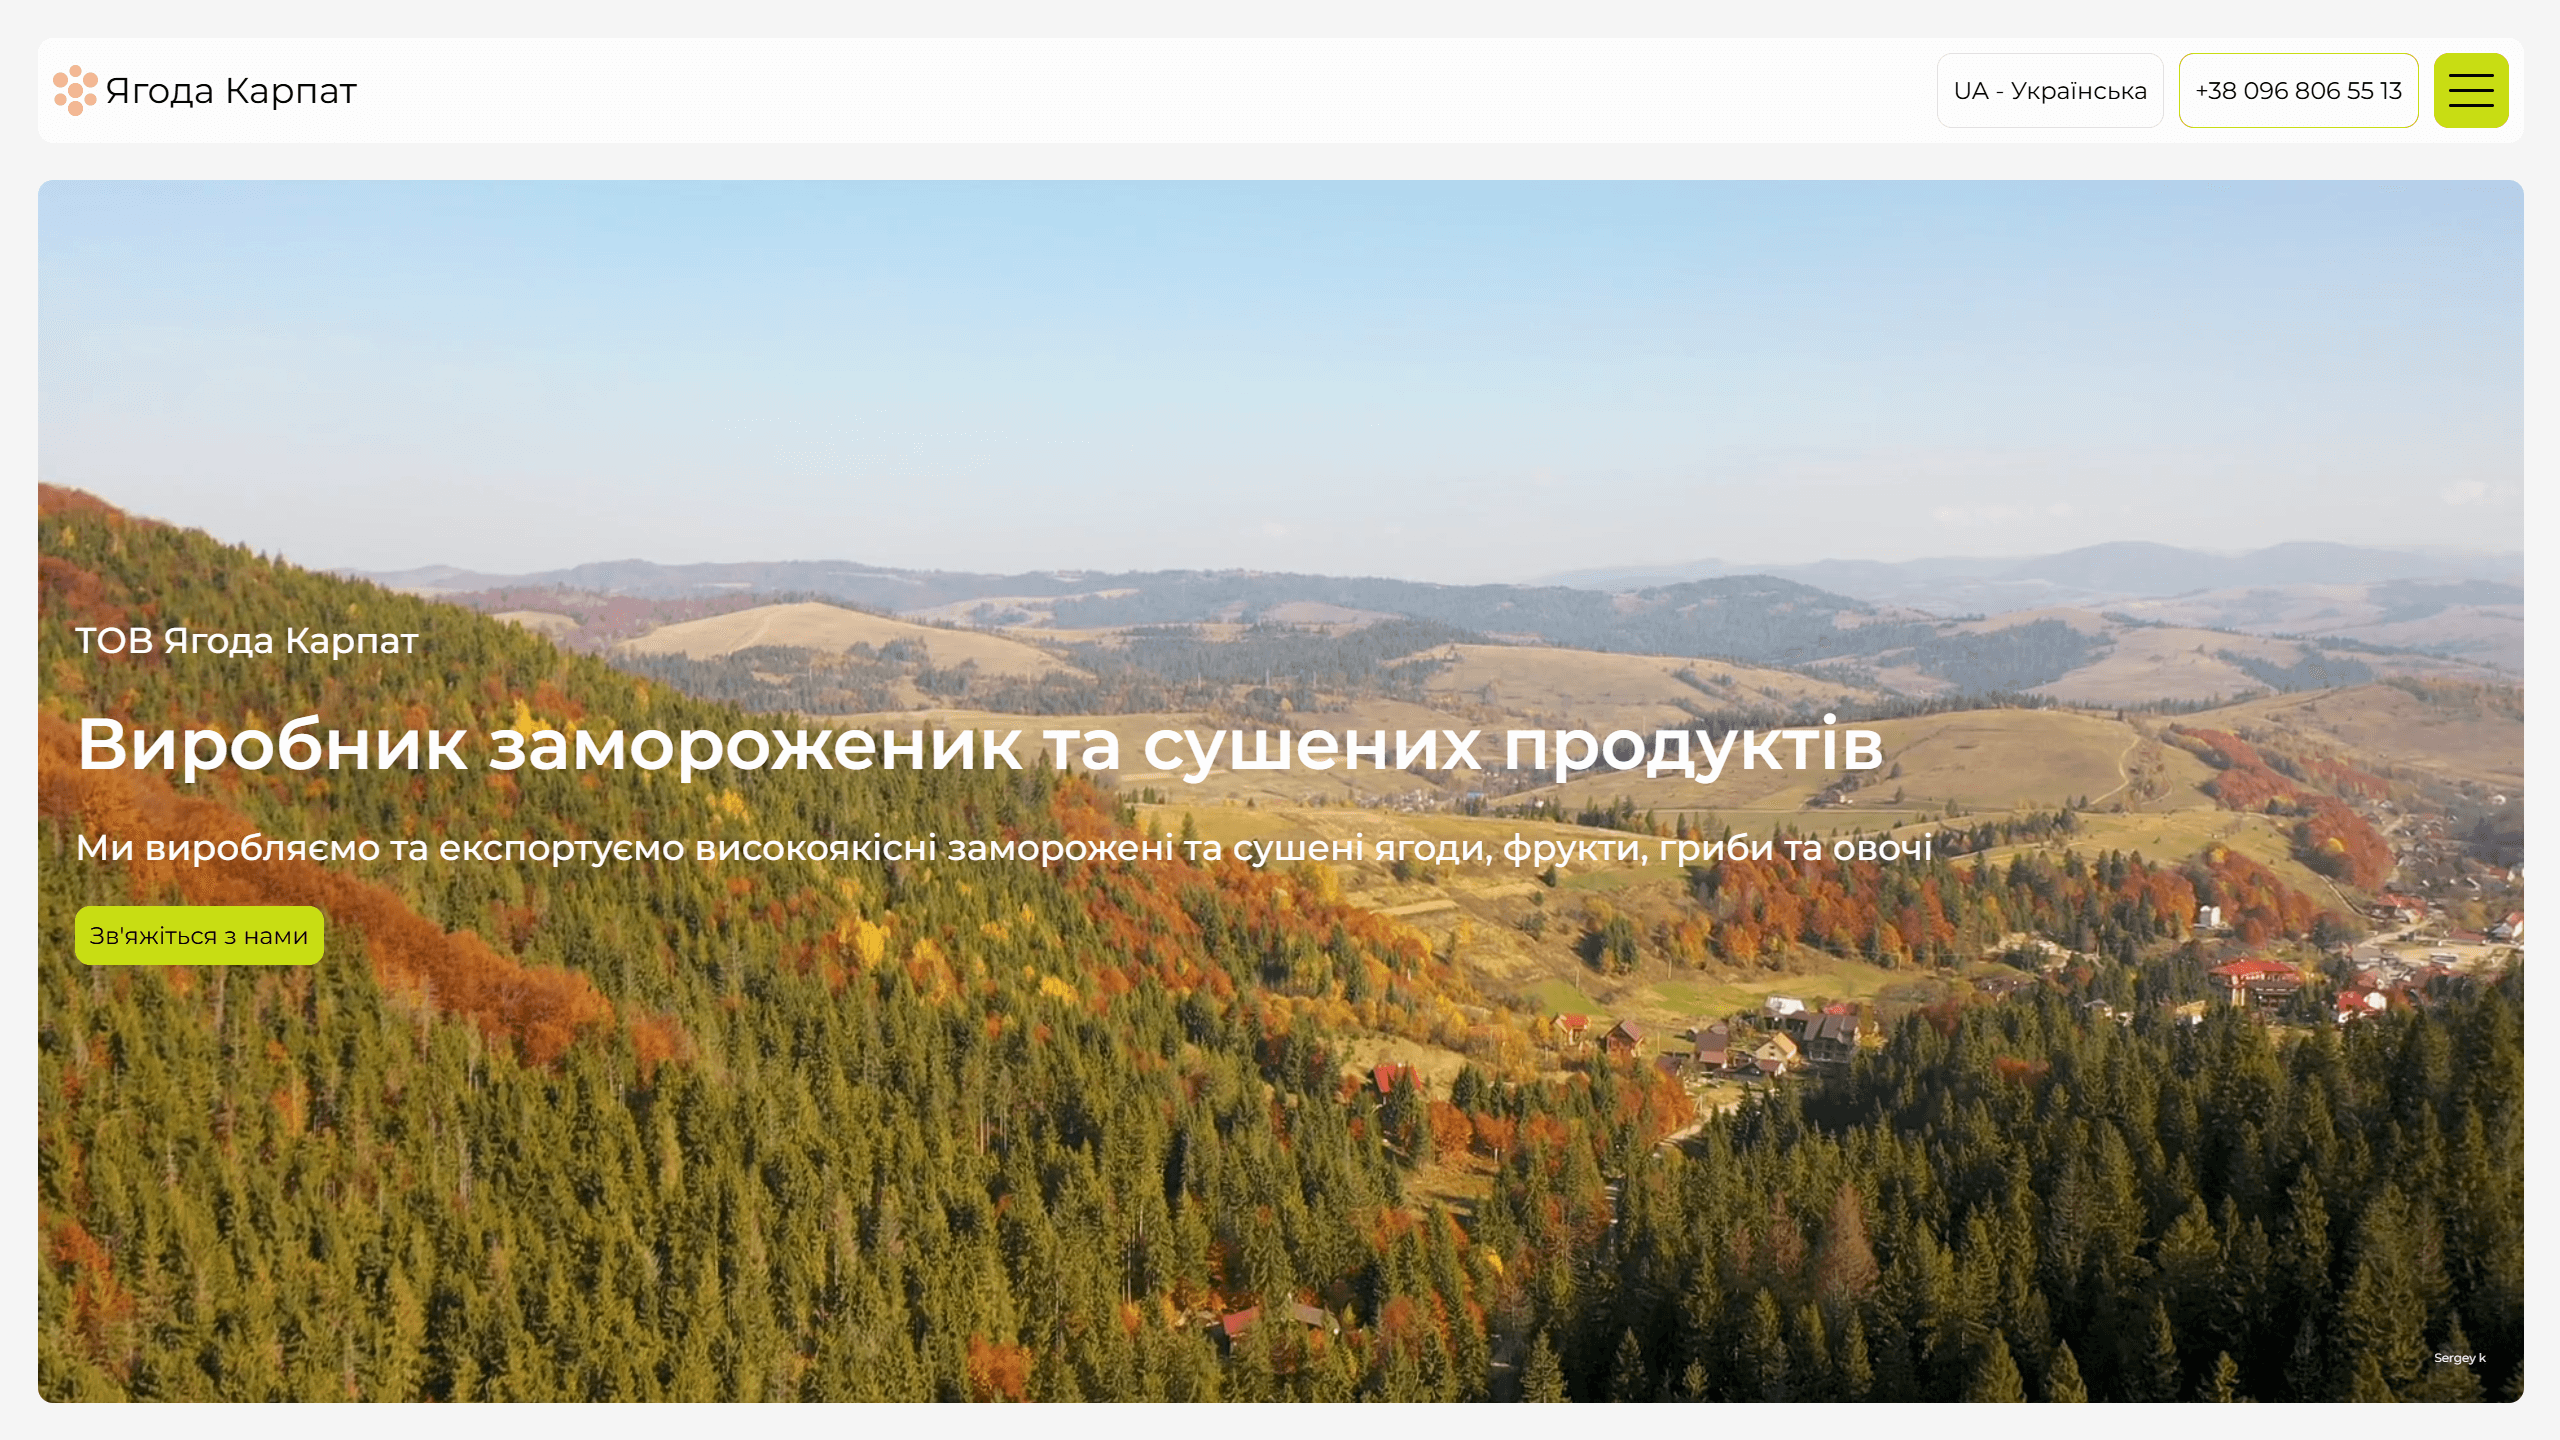 Ягода Карпат
UA - Українська
+38 096 806 55 13
ТОВ Ягода Карпат
Виробник замороженик та сушених продуктів
Ми виробляємо та експортуємо високоякісні заморожені та сушені ягоди, фрукти, гриби та овочі
Зв'яжіться з нами
Sergey k